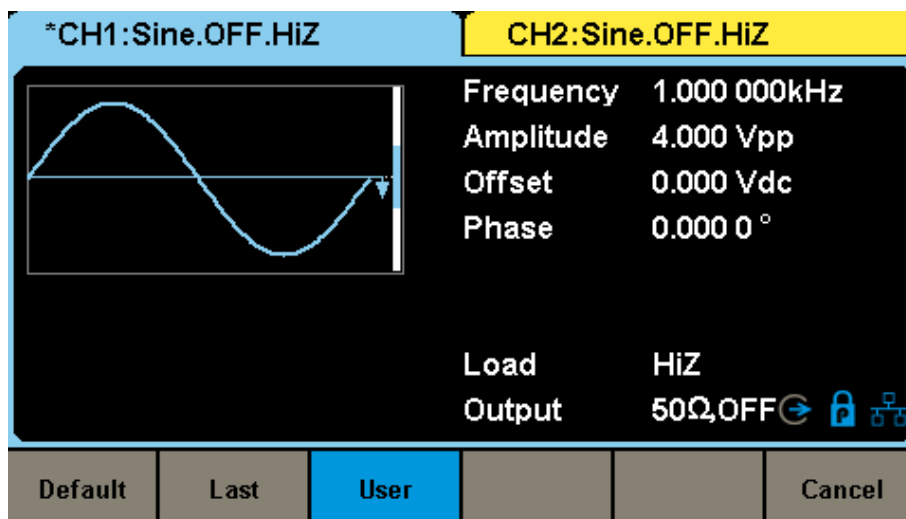 *CH1:Sine.OFF.HiZ
CH2:Sine.OFF.HiZ
Frequency 1.000 000kHz
Amplitude 4.000 Vpp
Offset 0.000 Vdc
Phase 0.000 0 °
Load HiZ
Output 50Ω,OFF P
Default Last User Cancel